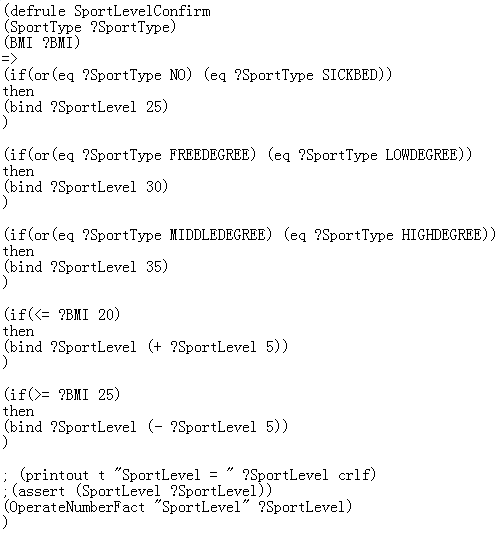 (defrule SportLevelConfirm
(SportType ?SportType)
(BMI ?BMI)
=>
(if(or(eq ?SportType NO) (eq ?SportType SICKBED))
then
(bind ?SportLevel 25)
)

(if(or(eq ?SportType FREEDEGREE) (eq ?SportType LOWDEGREE))
then
(bind ?SportLevel 30)
)

(if(or(eq ?SportType MIDDLEDEGREE) (eq ?SportType HIGHDEGREE))
then
(bind ?SportLevel 35)
)

(if(<= ?BMI 20)
then
(bind ?SportLevel (+ ?SportLevel 5))
)

(if(>= ?BMI 25)
then
(bind ?SportLevel (- ?SportLevel 5))
)

; (printout t "SportLevel = " ?SportLevel crlf)
;(assert (SportLevel ?SportLevel))
(OperateNumberFact "SportLevel" ?SportLevel)
)